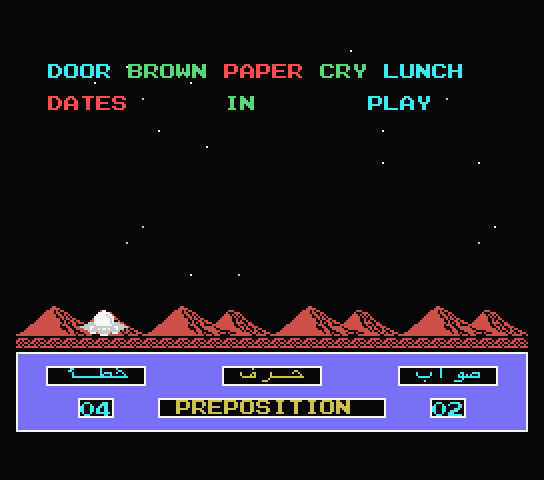 DOOR BROWN PAPER CRY LUNCH
DATES IN PLAY
خطأ حرف صواب
04 PREPOSITION 02